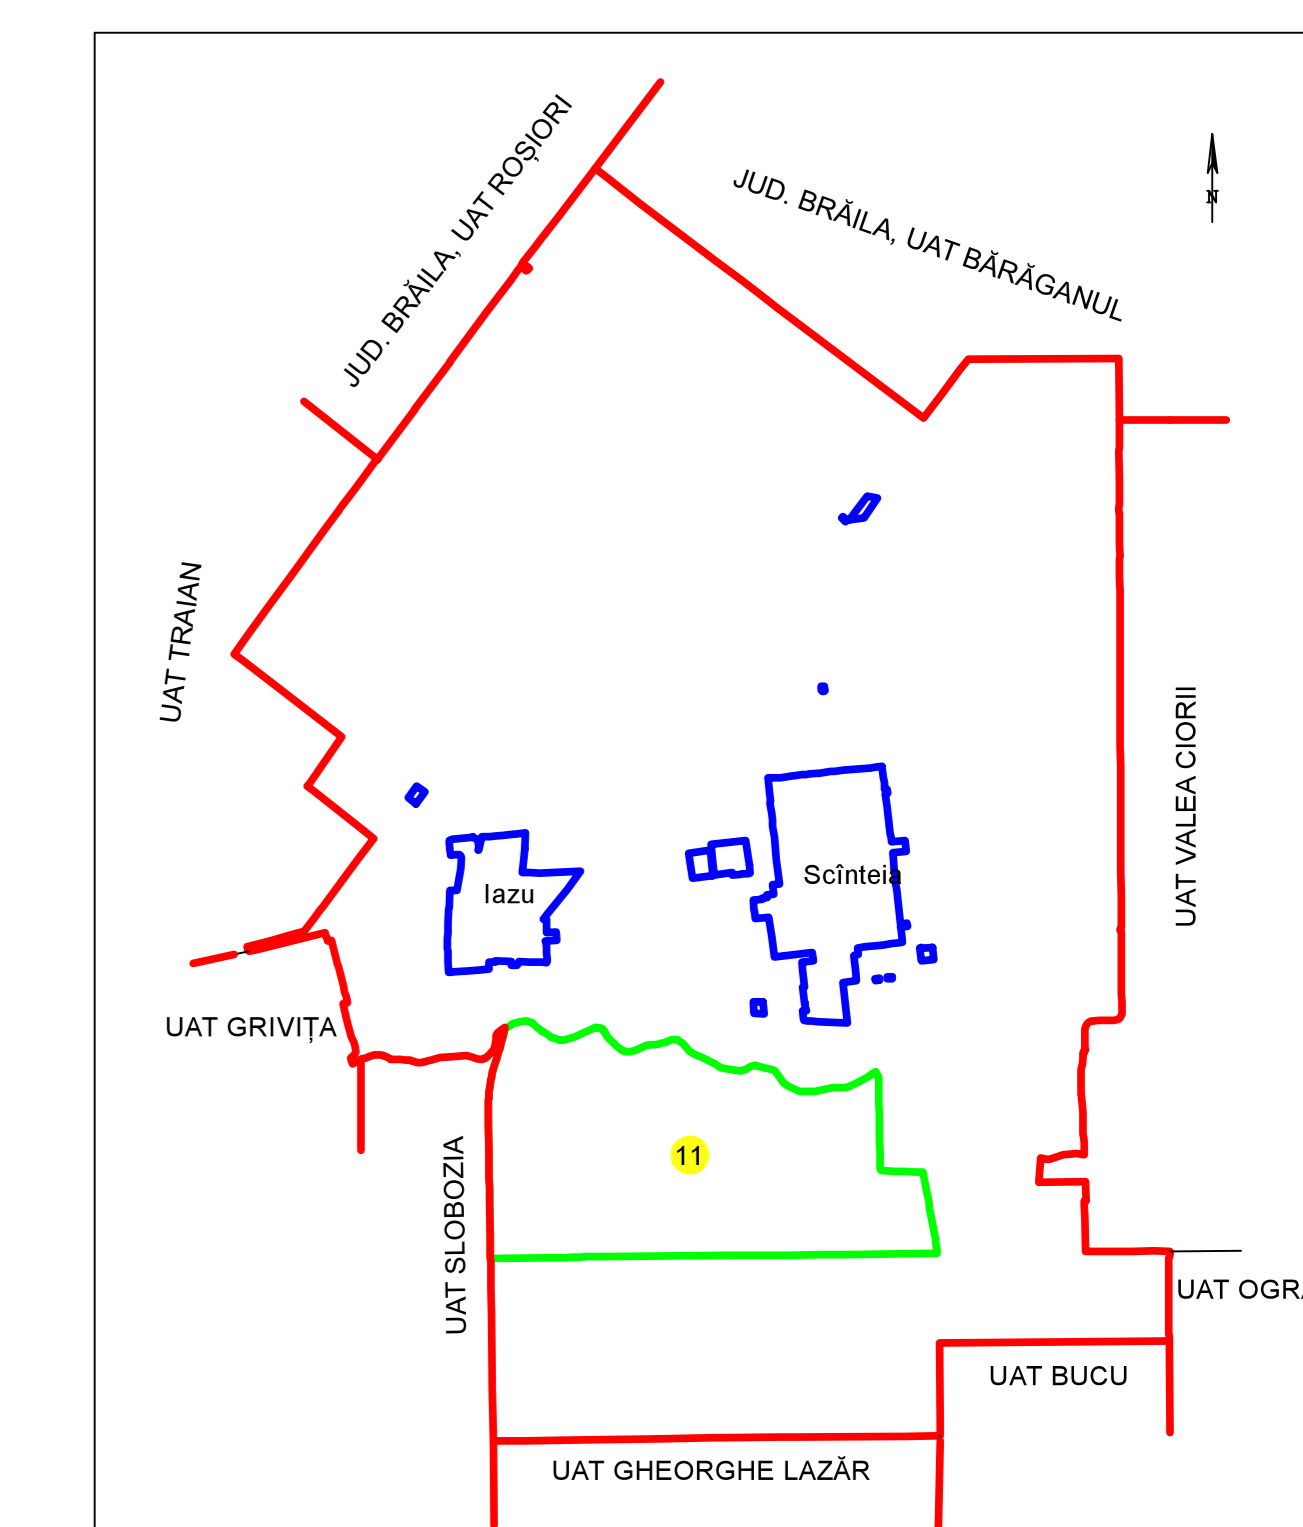 JUD. BRĂILA, UAT ROȘIORI
JUD. BRĂILA, UAT BĂRĂGANUL
N
UAT TRAIAN
UAT VALEA CIORII
Scînteia
Iazu
UAT GRIVIȚA
11
UAT SLOBOZIA
UAT BUCU
UAT GHEORGHE LAZĂR
UAT